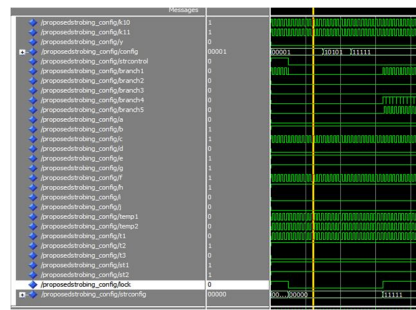 Messages
/proposedstrobing_config/k10 1
/proposedstrobing_config/k11 1
/proposedstrobing_config/y 0
/proposedstrobing_config/config 00001 00001 10101 11111
/proposedstrobing_config/strcontrol 0
/proposedstrobing_config/branch1 0
/proposedstrobing_config/branch2 0
/proposedstrobing_config/branch3 0
/proposedstrobing_config/branch4 0
/proposedstrobing_config/branch5 0
/proposedstrobing_config/a 0
/proposedstrobing_config/b 1
/proposedstrobing_config/c 1
/proposedstrobing_config/d 0
/proposedstrobing_config/e 1
/proposedstrobing_config/g 1
/proposedstrobing_config/f 1
/proposedstrobing_config/h 1
/proposedstrobing_config/i 0
/proposedstrobing_config/j 0
/proposedstrobing_config/temp1 0
/proposedstrobing_config/temp2 0
/proposedstrobing_config/t1 0
/proposedstrobing_config/t2 1
/proposedstrobing_config/t3 0
/proposedstrobing_config/st1 1
/proposedstrobing_config/st2 1
/proposedstrobing_config/lock 0
/proposedstrobing_config/strconfig 00000 00... 00000 11111